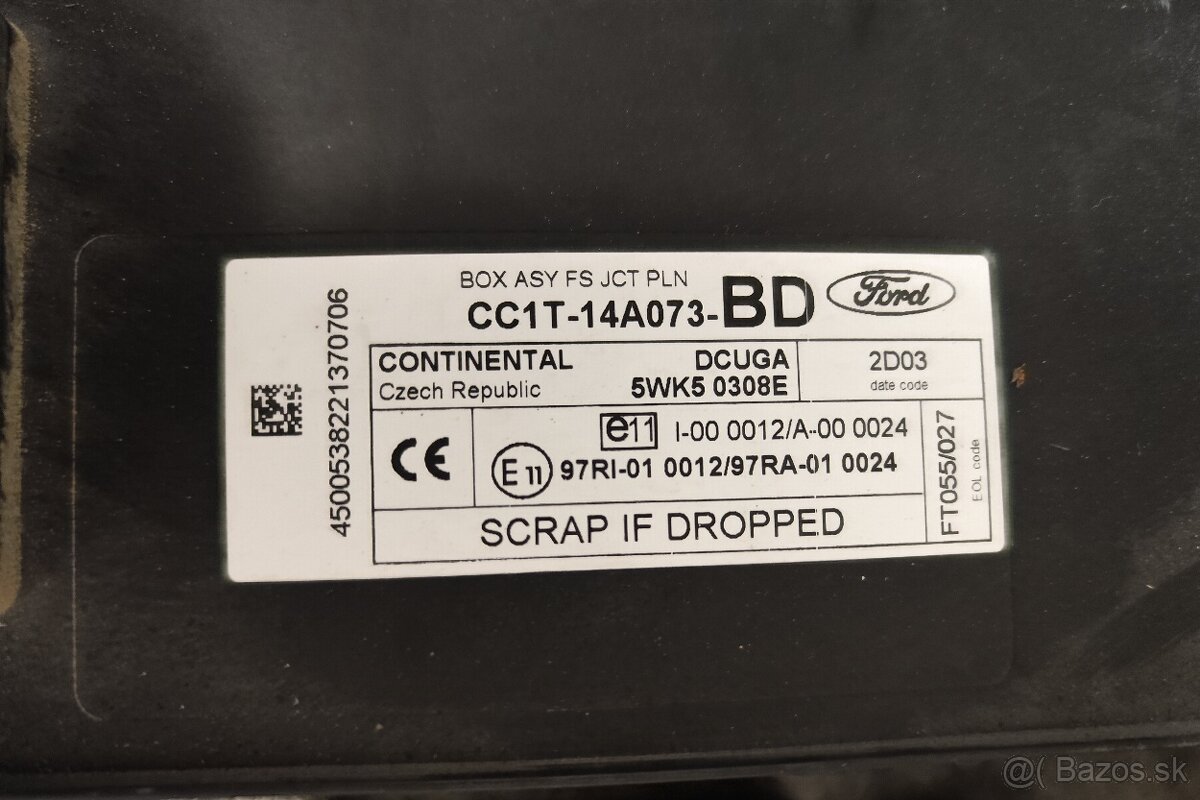 BOX ASY FS JCT PLN
CC1T-14A073-BD
Ford
CONTINENTAL DCUGA
Czech Republic 5WK5 0308E
2D03
date code
e11 I-00 0012/A-00 0024
CE
E 11 97RI-01 0012/97RA-01 0024
SCRAP IF DROPPED
FT055/027
EOL code
4500538221370706
@( Bazos.sk